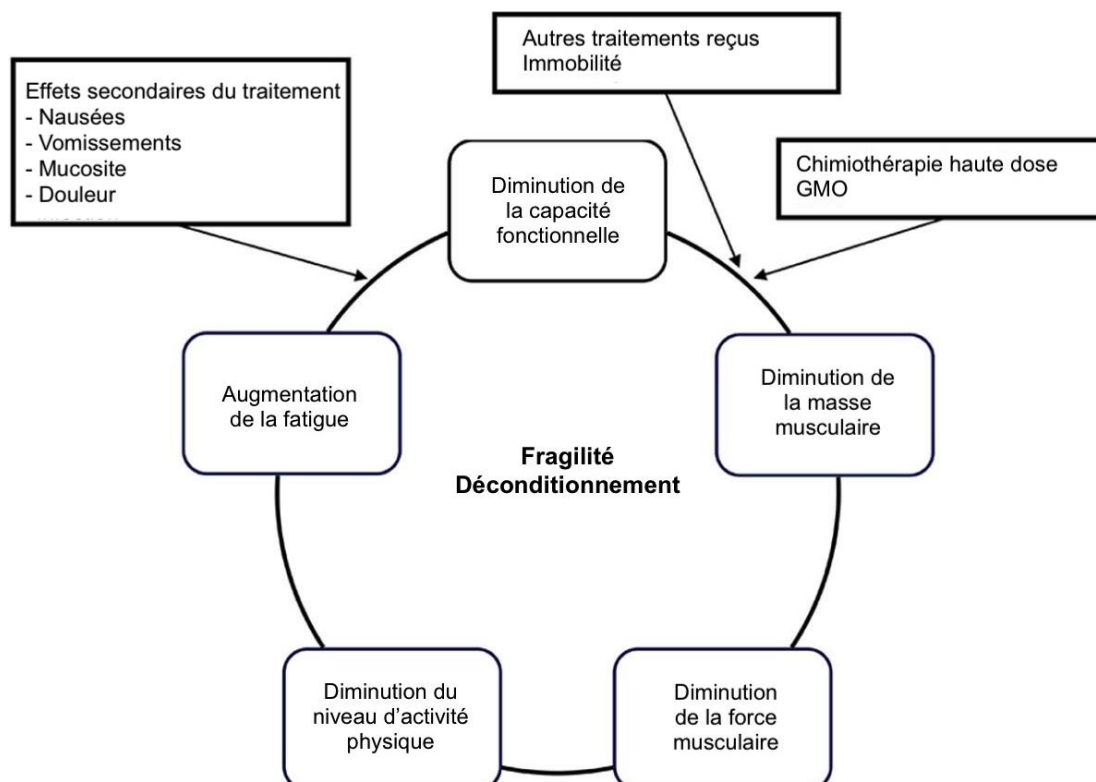 Autres traitements reçus
Immobilité
Effets secondaires du traitement
- Nausées
- Vomissements
- Mucosite
- Douleur
Chimiothérapie haute dose
GMO
Diminution de
la capacité
fonctionnelle
Augmentation
de la fatigue
Diminution de
la masse
musculaire
Fragilité
Déconditionnement
Diminution du
niveau d’activité
physique
Diminution
de la force
musculaire